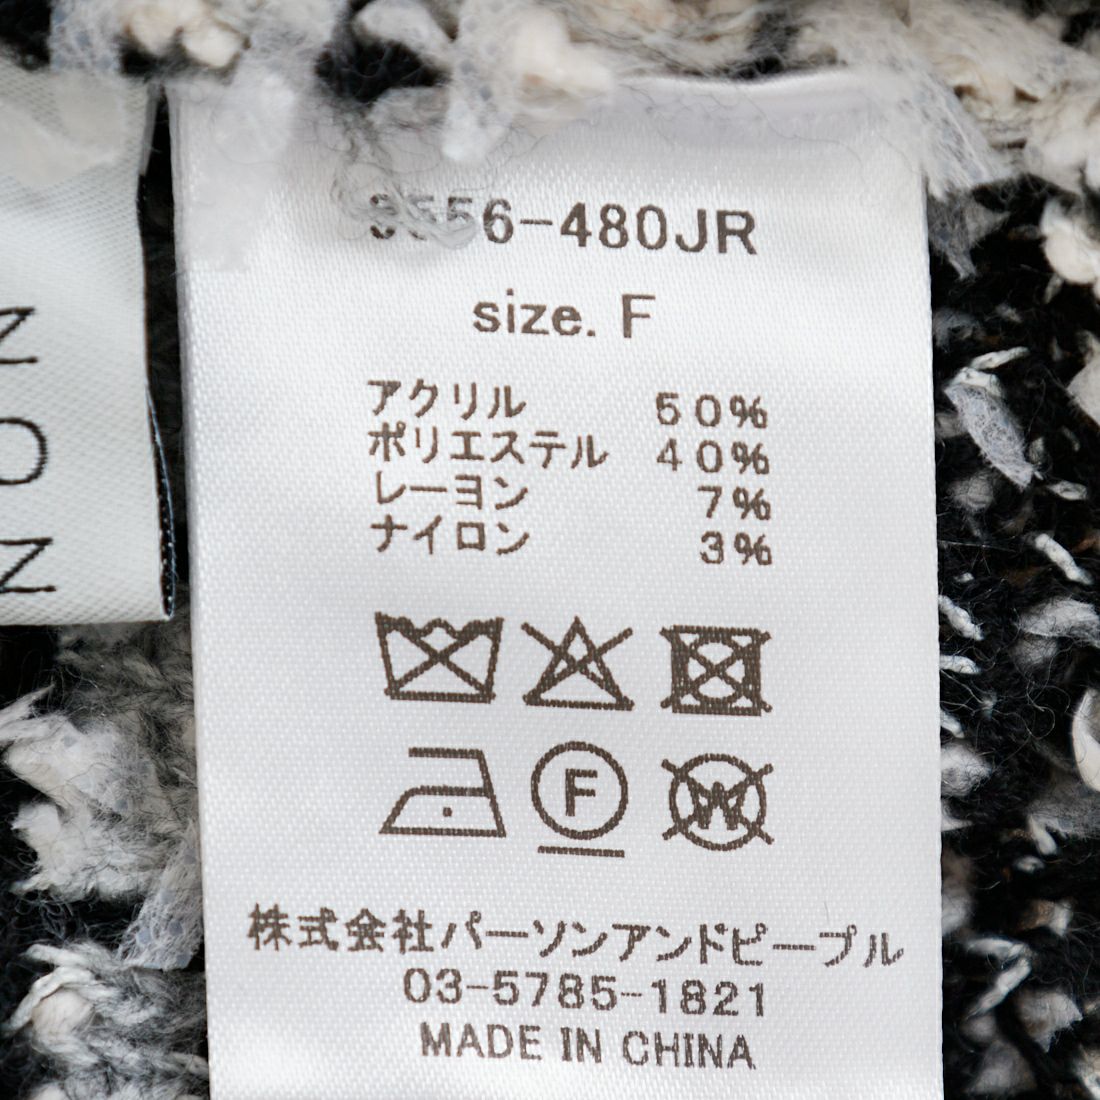 56-480JR
size. F
アクリル 50%
ポリエステル 40%
レーヨン 7%
ナイロン 3%
F
W
株式会社パーソンアンドピープル
03-5785-1821
MADE IN CHINA
NON